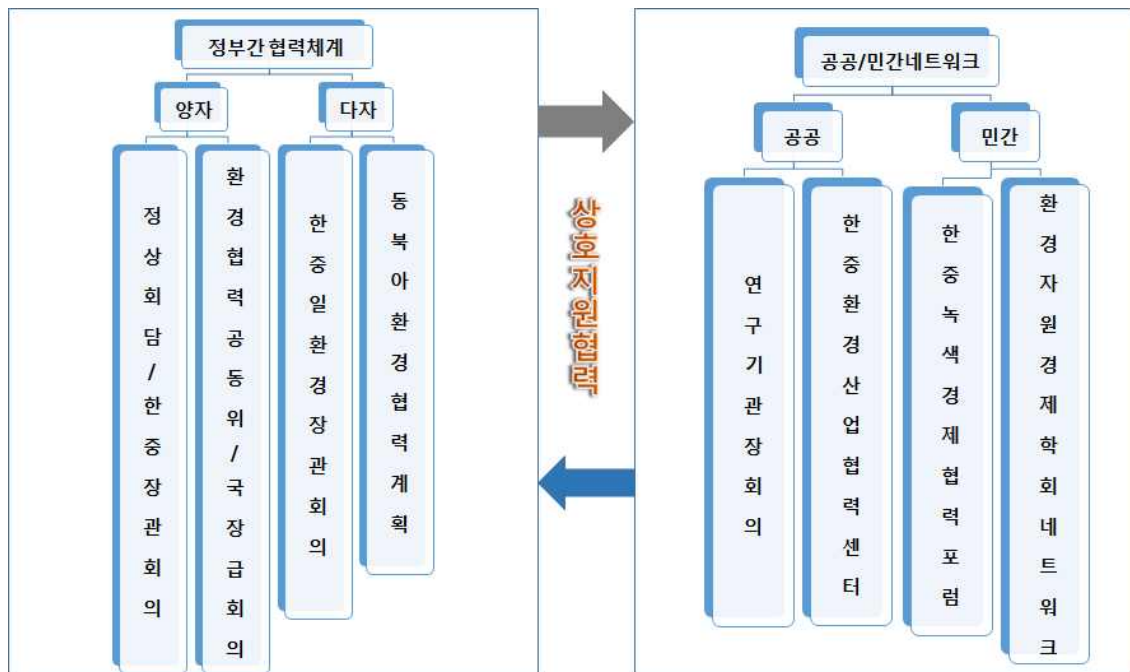 정부간 협력체계
양자
다자
정상회담/한중장관회의
환경협력공동위/국장급회의
한중일환경장관회의
동북아환경협력계획
상호지원협력
공공/민간네트워크
공공
민간
연구기관장회의
한중환경산업협력센터
한중녹색경제협력포럼
환경자원경제학회네트워크